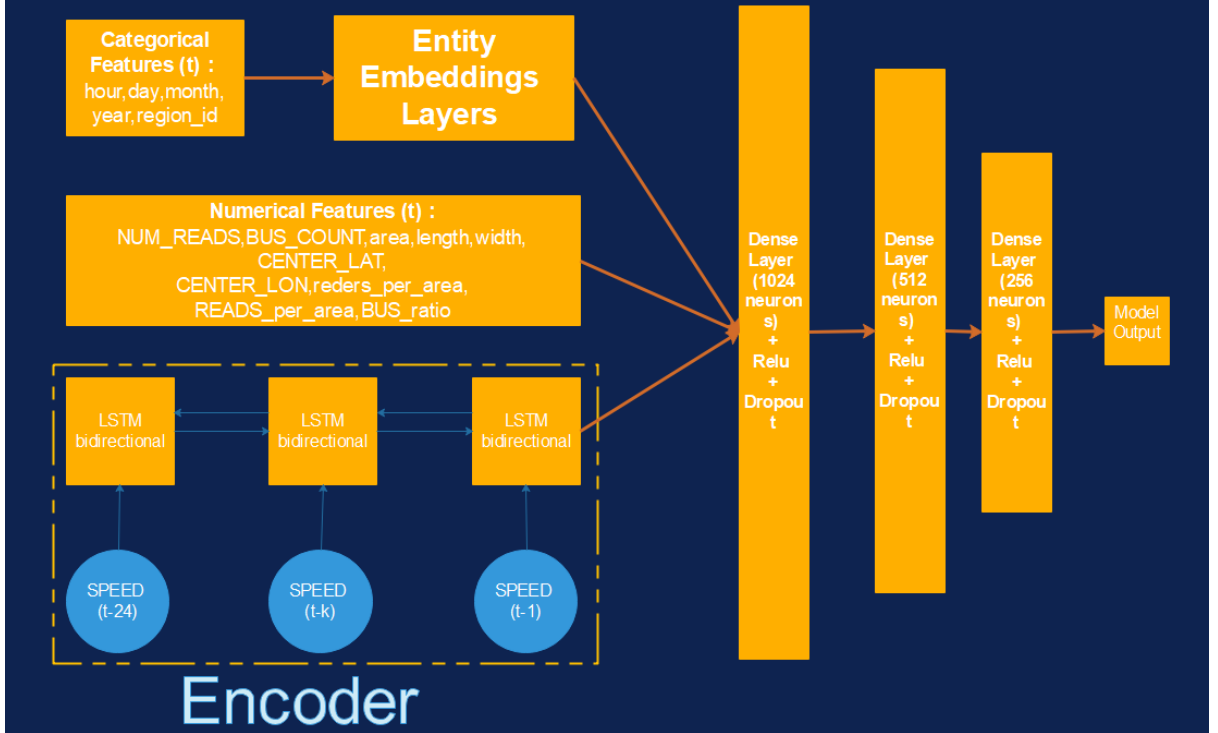 Categorical
Features (t) :
hour,day,month,
year,region_id
Entity
Embeddings
Layers
Numerical Features (t) :
NUM_READS,BUS_COUNT,area,length,width,
CENTER_LAT,
CENTER_LON,reders_per_area,
READS_per_area,BUS_ratio
LSTM
bidirectional
LSTM
bidirectional
LSTM
bidirectional
SPEED
(t-24)
SPEED
(t-k)
SPEED
(t-1)
Encoder
Dense
Layer
(1024
neuron
s)
+
Relu
+
Dropou
t
Dense
Layer
(512
neuron
s)
+
Relu
+
Dropou
t
Dense
Layer
(256
neuron
s)
+
Relu
+
Dropou
t
Model
Output